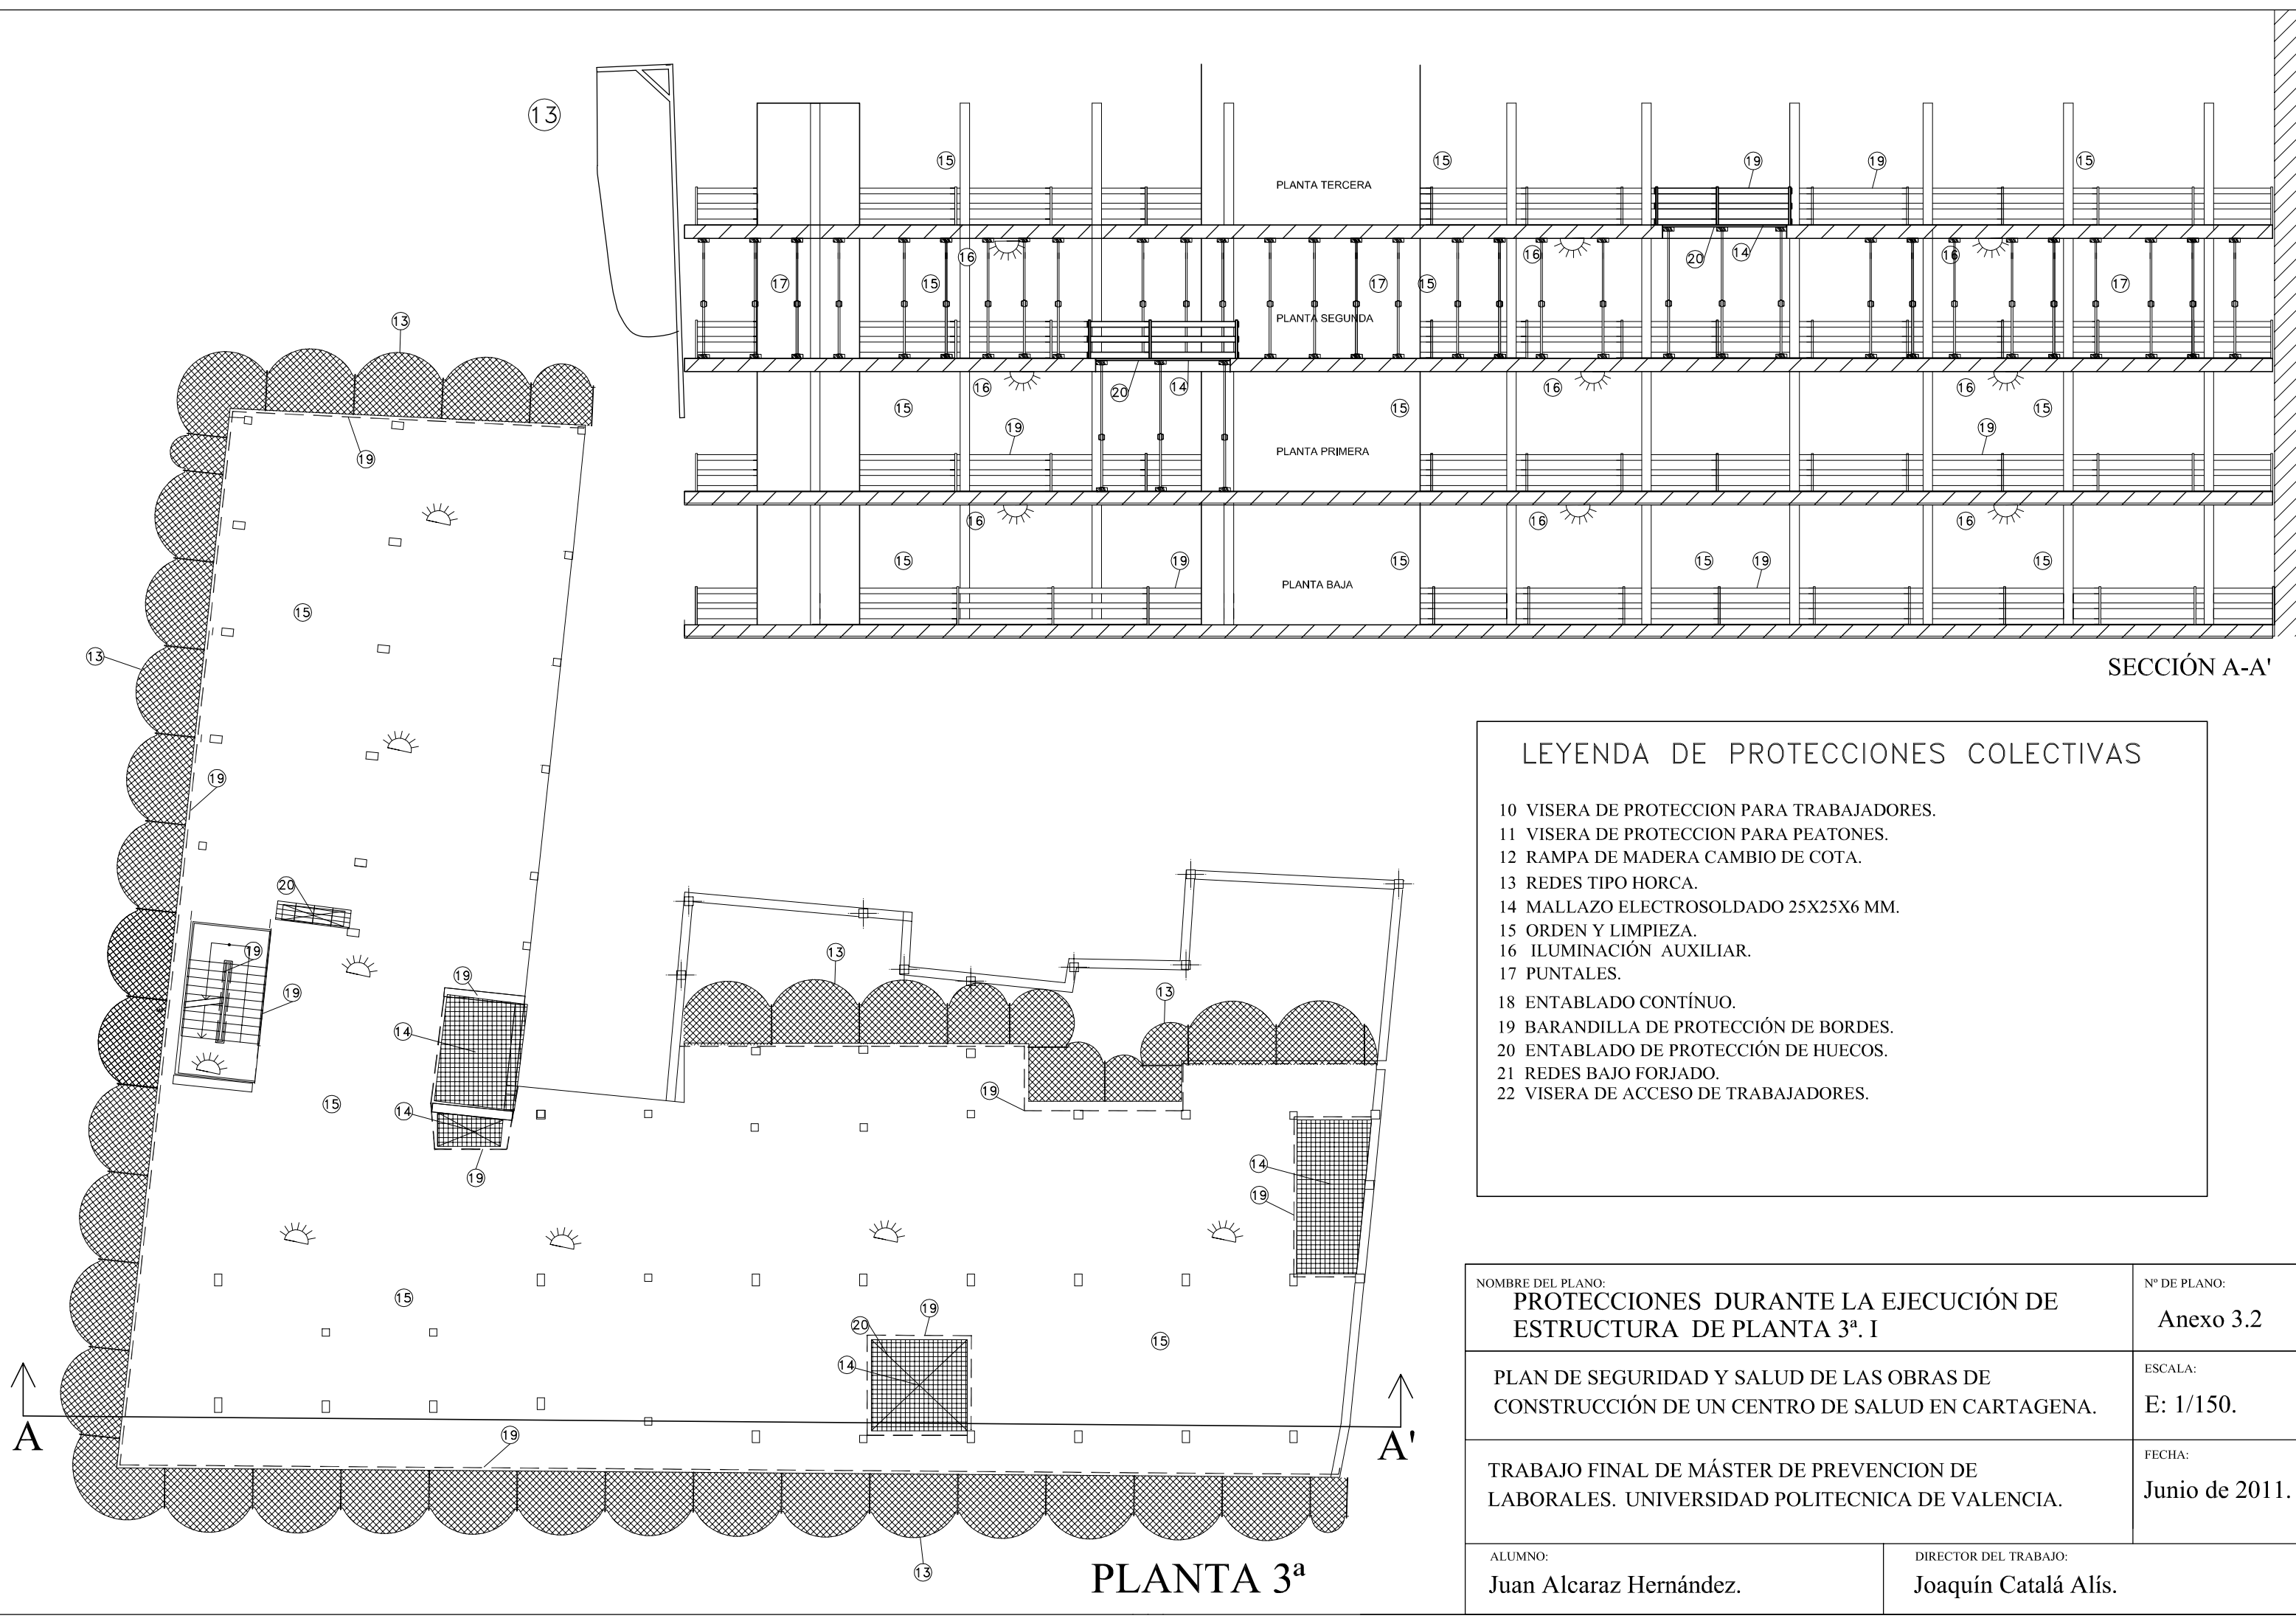 13
15
15
19
19
15
PLANTA TERCERA
16
16
20
14
16
17
15
17
15
17
PLANTA SEGUNDA
16
20
14
16
16
15
15
15
19
19
PLANTA PRIMERA
16
16
16
15
19
15
15
19
15
PLANTA BAJA
SECCIÓN A-A'
13
19
15
13
19
20
19
19
19
14
15
14
19
13
13
19
14
19
15
19
20
14
15
19
13
A
A'
PLANTA 3ª
LEYENDA DE PROTECCIONES COLECTIVAS
10 VISERA DE PROTECCION PARA TRABAJADORES.
11 VISERA DE PROTECCION PARA PEATONES.
12 RAMPA DE MADERA CAMBIO DE COTA.
13 REDES TIPO HORCA.
14 MALLAZO ELECTROSOLDADO 25X25X6 MM.
15 ORDEN Y LIMPIEZA.
16 ILUMINACIÓN AUXILIAR.
17 PUNTALES.
18 ENTABLADO CONTÍNUO.
19 BARANDILLA DE PROTECCIÓN DE BORDES.
20 ENTABLADO DE PROTECCIÓN DE HUECOS.
21 REDES BAJO FORJADO.
22 VISERA DE ACCESO DE TRABAJADORES.
NOMBRE DEL PLANO:
PROTECCIONES DURANTE LA EJECUCIÓN DE
ESTRUCTURA DE PLANTA 3ª. I
Nº DE PLANO:
Anexo 3.2
PLAN DE SEGURIDAD Y SALUD DE LAS OBRAS DE
CONSTRUCCIÓN DE UN CENTRO DE SALUD EN CARTAGENA.
ESCALA:
E: 1/150.
TRABAJO FINAL DE MÁSTER DE PREVENCION DE
LABORALES. UNIVERSIDAD POLITECNICA DE VALENCIA.
FECHA:
Junio de 2011.
ALUMNO:
Juan Alcaraz Hernández.
DIRECTOR DEL TRABAJO:
Joaquín Catalá Alís.